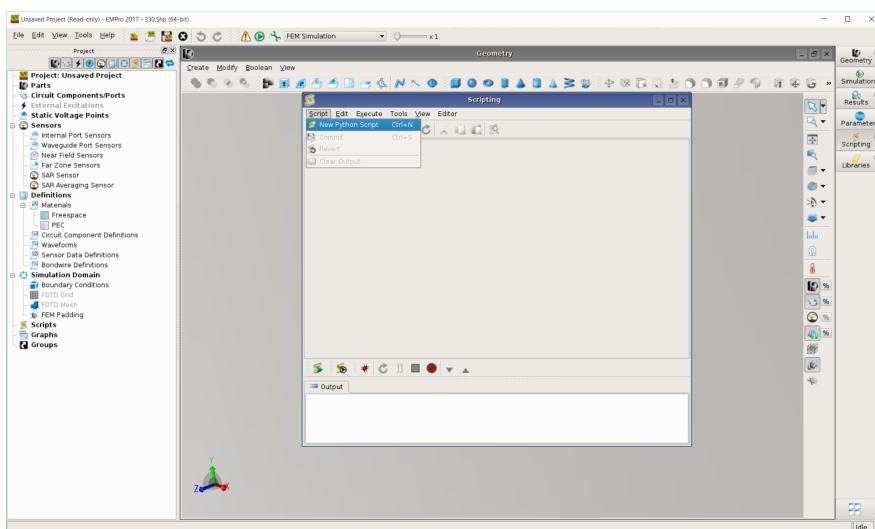 Unsaved Project (Read-only) - EMPro 2017 - 330.Shp (64-bit)
File Edit View Tools Help
FEM Simulation
x 1
Project
Project: Unsaved Project
Parts
Circuit Components/Ports
External Excitations
Static Voltage Points
Sensors
Internal Port Sensors
Waveguide Port Sensors
Near Field Sensors
Far Zone Sensors
SAR Sensor
SAR Averaging Sensor
Definitions
Materials
Freespace
PEC
Circuit Component Definitions
Waveforms
Sensor Data Definitions
Bondwire Definitions
Simulation Domain
Boundary Conditions
FDTD Grid
FDTD Mesh
FEM Padding
Scripts
Graphs
Groups
Geometry
Create Modify Boolean View
Scripting
Script Edit Execute Tools View Editor
New Python Script Ctrl+N
Commit Ctrl+S
Revert
Clear Output
Output
Y
Z X
Geometry
Simulation
Results
Parameter
Scripting
Libraries
Idle